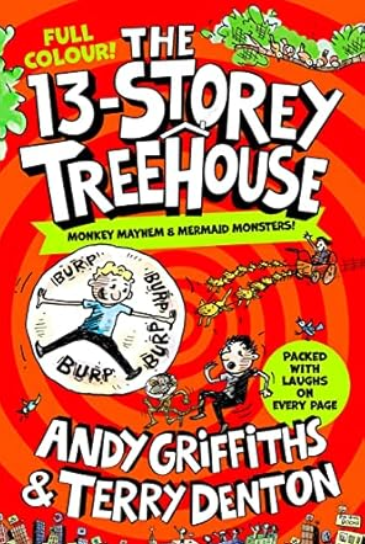 FULL
COLOUR!
THE
13-STOREY
TREEHOUSE
MONKEY MAYHEM & MERMAID MONSTERS!
BURP
BURP
BURP
BURP
PACKED
WITH
LAUGHS
ON
EVERY PAGE
ANDY GRIFFITHS
& TERRY DENTON